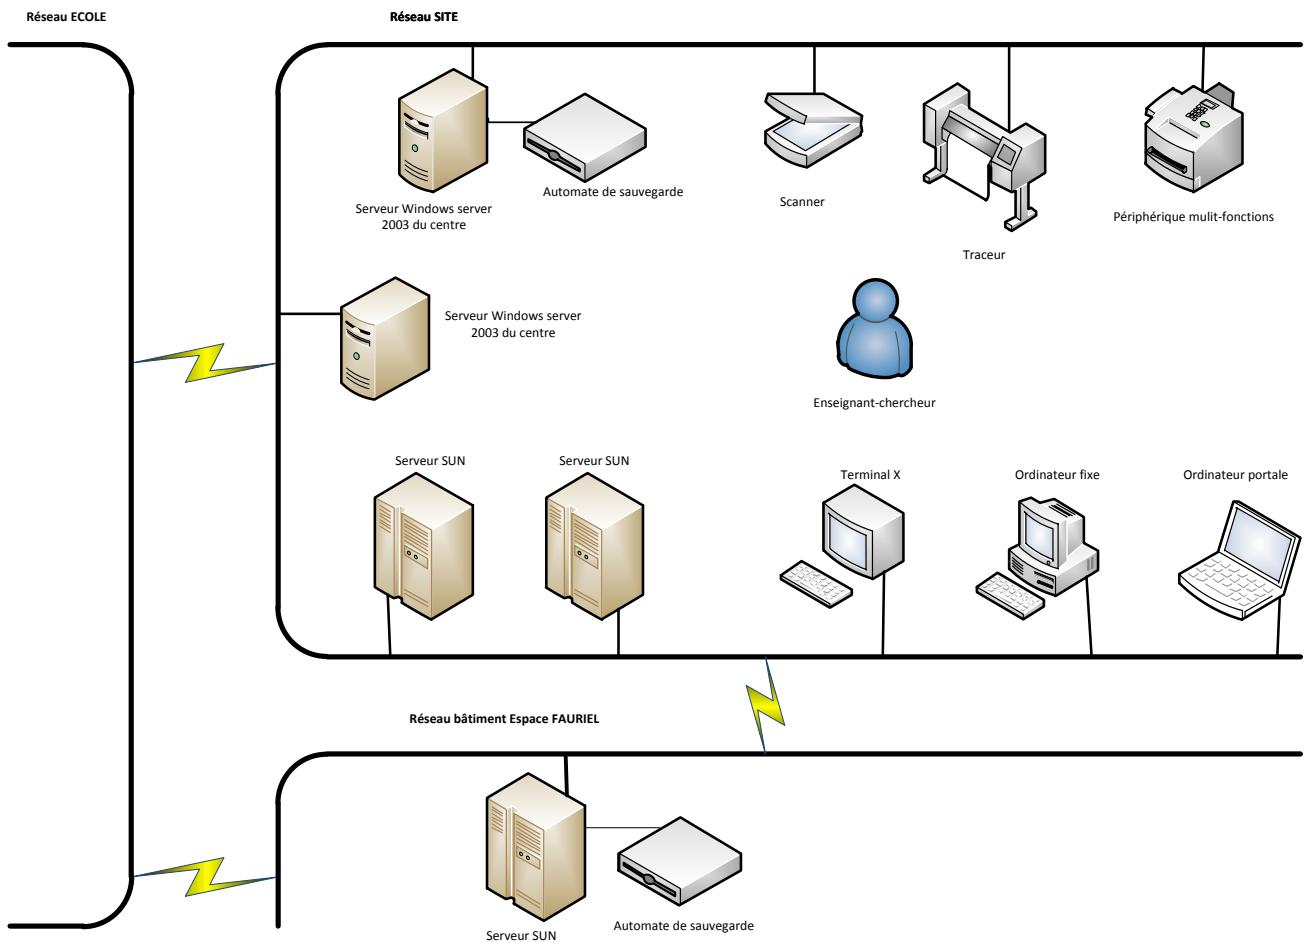 Réseau ECOLE
Réseau SITE
Automate de sauvegarde
Scanner
Serveur Windows server
2003 du centre
Périphérique mulit-fonctions
Traceur
Serveur Windows server
2003 du centre
Enseignant-chercheur
Serveur SUN
Serveur SUN
Terminal X
Ordinateur fixe
Ordinateur portale
Réseau bâtiment Espace FAURIEL
Automate de sauvegarde
Serveur SUN